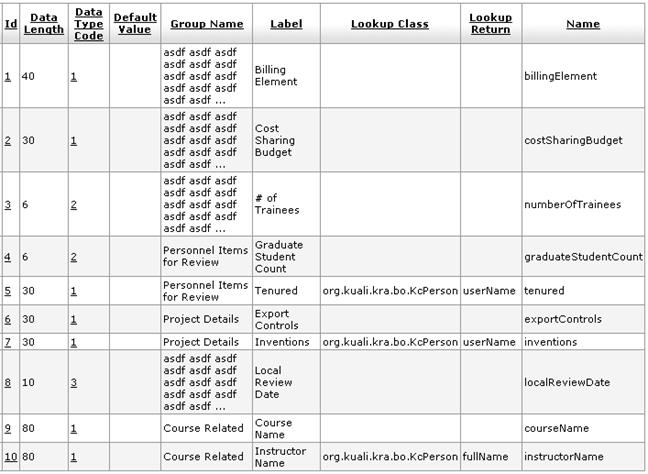 Id Data Length Data Type Code Default Value Group Name Label Lookup Class Lookup Return Name
1 40 1 asdf asdf asdf asdf asdf asdf asdf asdf asdf asdf asdf asdf asdf asdf ... Billing Element billingElement
2 30 1 asdf asdf asdf asdf asdf asdf asdf asdf asdf asdf asdf asdf asdf asdf ... Cost Sharing Budget costSharingBudget
3 6 2 asdf asdf asdf asdf asdf asdf asdf asdf asdf asdf asdf asdf asdf asdf ... # of Trainees numberOfTrainees
4 6 2 Personnel Items for Review Graduate Student Count graduateStudentCount
5 30 1 Personnel Items for Review Tenured org.kuali.kra.bo.KcPerson userName tenured
6 30 1 Project Details Export Controls exportControls
7 30 1 Project Details Inventions org.kuali.kra.bo.KcPerson userName inventions
8 10 3 asdf asdf asdf asdf asdf asdf asdf asdf asdf asdf asdf asdf asdf asdf ... Local Review Date localReviewDate
9 80 1 Course Related Course Name courseName
10 80 1 Course Related Instructor Name org.kuali.kra.bo.KcPerson fullName instructorName